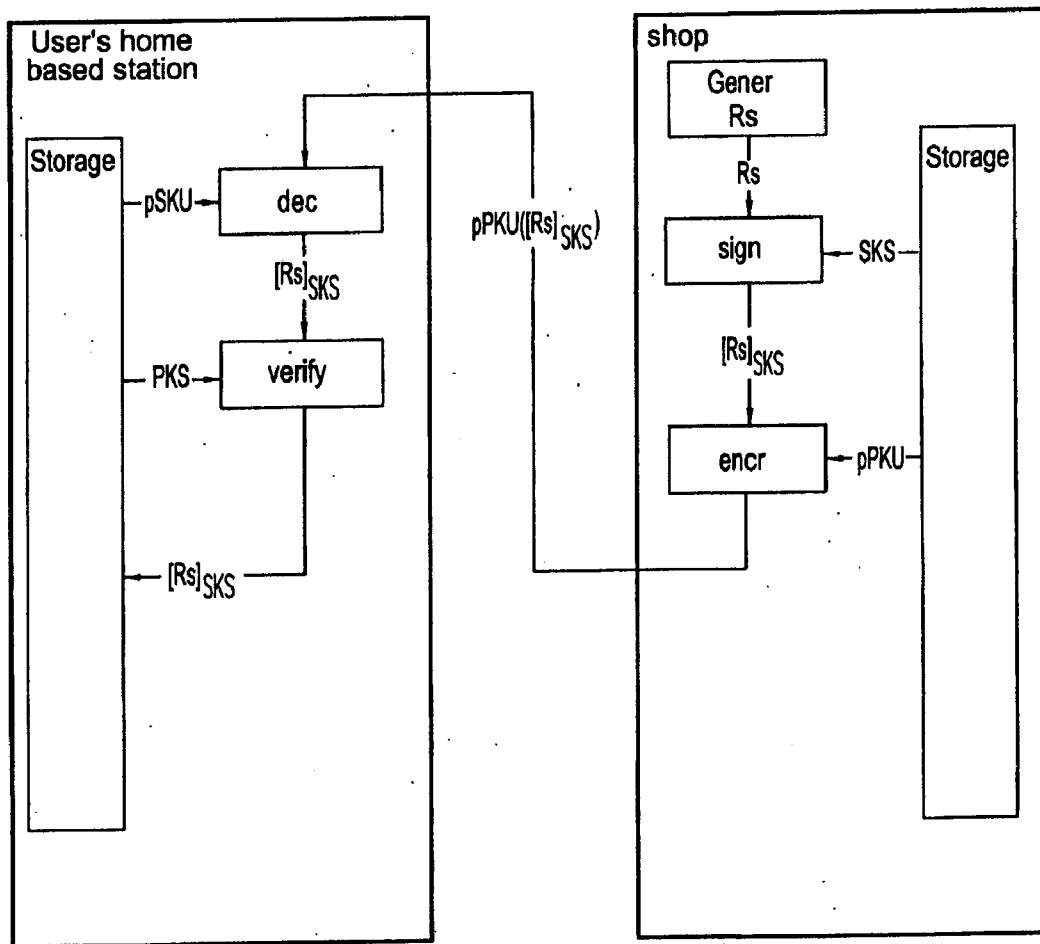 User's home
based station
Storage
pSKU
dec
[Rs]SKS
PKS
verify
[Rs]SKS
pPKU([Rs]SKS)
shop
Gener
Rs
Rs
Storage
sign
SKS
[Rs]SKS
encr
pPKU